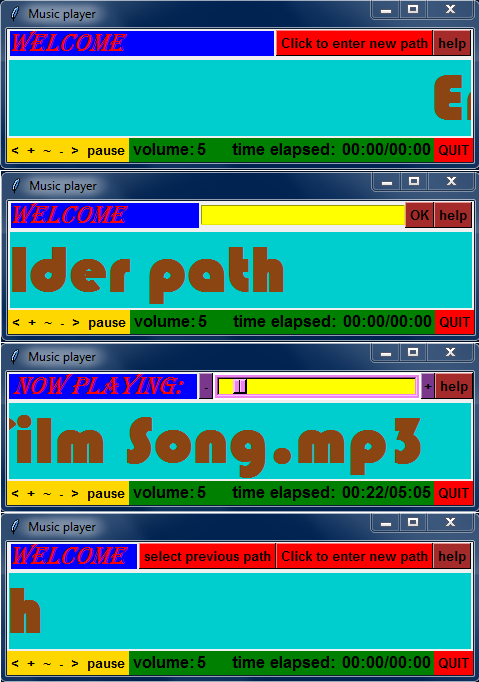 Music player
WELCOME Click to enter new path help
En
< + ~ - > pause volume: 5 time elapsed: 00:00/00:00 QUIT
Music player
WELCOME OK help
lder path
< + ~ - > pause volume: 5 time elapsed: 00:00/00:00 QUIT
Music player
NOW PLAYING: - + help
ilm Song.mp3
< + ~ - > pause volume: 5 time elapsed: 00:22/05:05 QUIT
Music player
WELCOME select previous path Click to enter new path help
h
< + ~ - > pause volume: 5 time elapsed: 00:00/00:00 QUIT